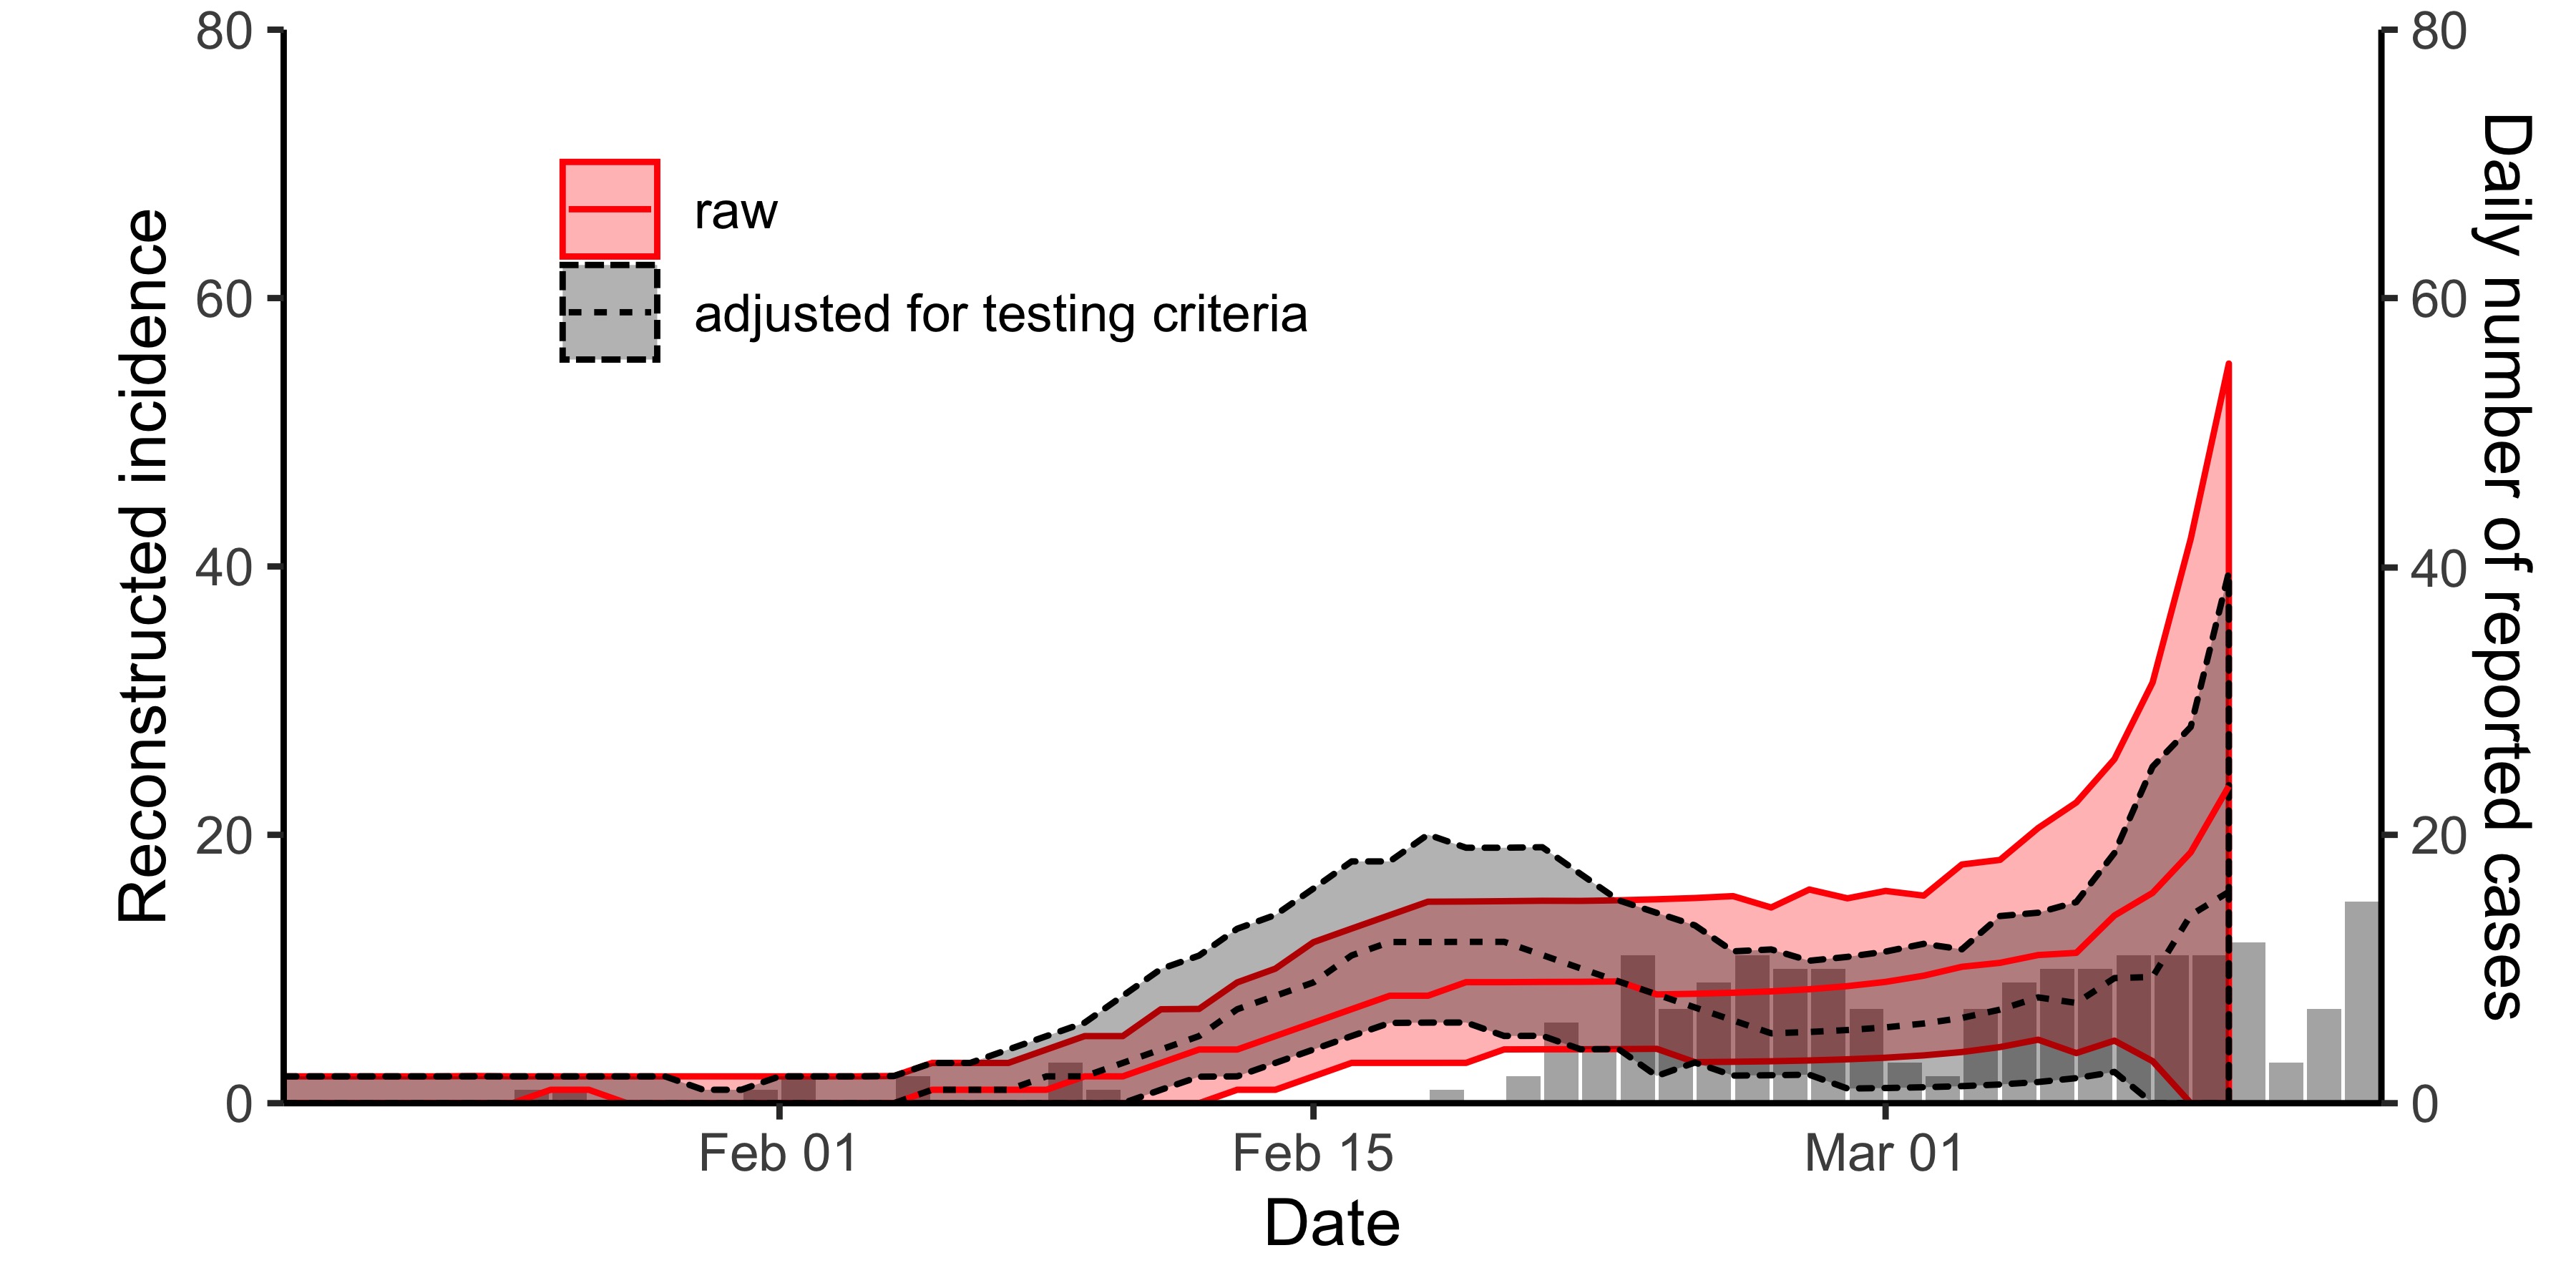 80
60
40
20
0
Reconstructed incidence
raw
adjusted for testing criteria
80
60
40
20
0
Daily number of reported cases
Feb 01
Feb 15
Mar 01
Date